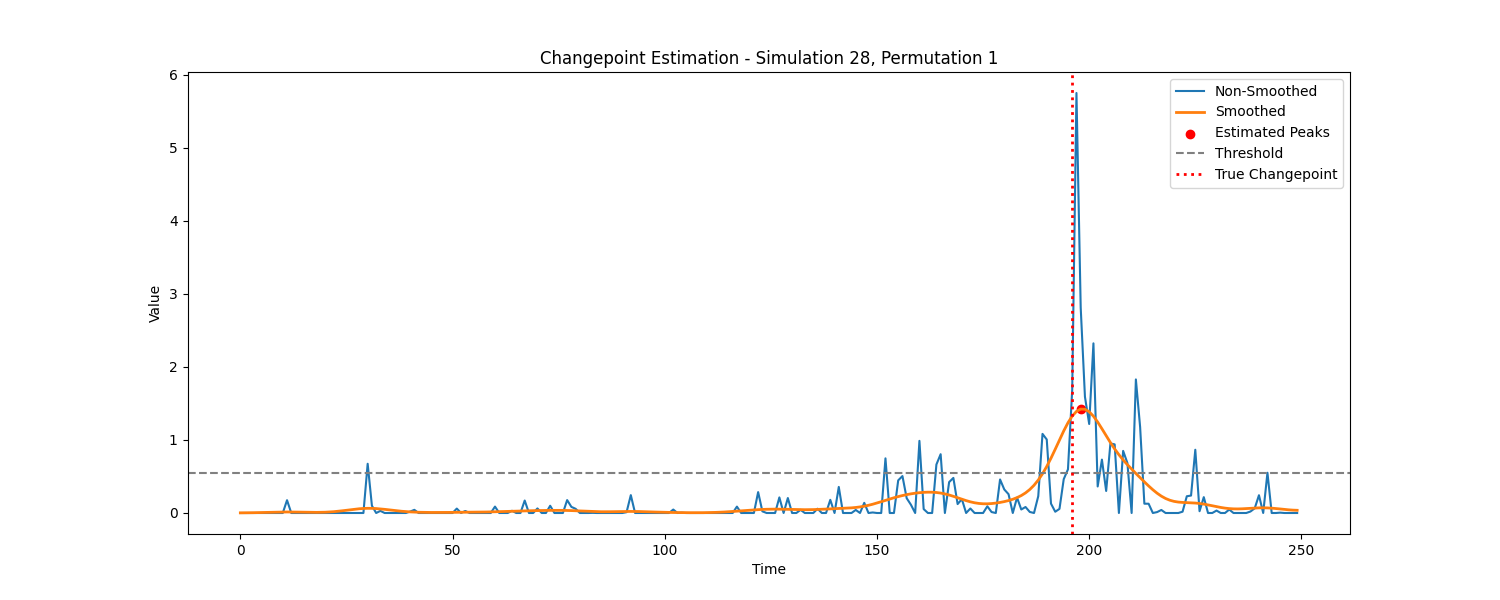 Changepoint Estimation - Simulation 28, Permutation 1
6
5
4
3
2
1
0
Value
Non-Smoothed
Smoothed
Estimated Peaks
Threshold
True Changepoint
0 50 100 150 200 250
Time